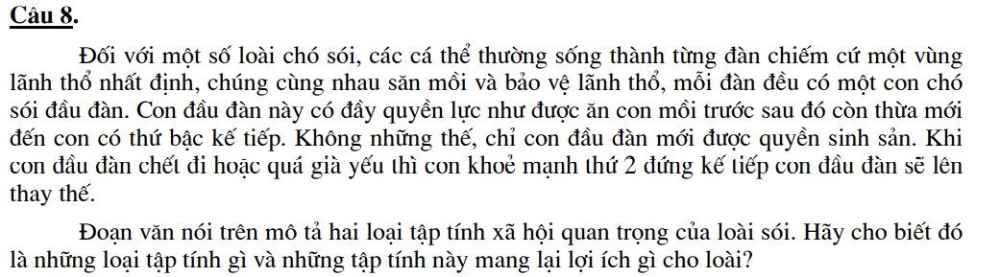 Câu 8.
Đối với một số loài chó sói, các cá thể thường sống thành từng đàn chiếm cứ một vùng
lãnh thổ nhất định, chúng cùng nhau săn mồi và bảo vệ lãnh thổ, mỗi đàn đều có một con chó
sói đầu đàn. Con đầu đàn này có đầy quyền lực như được ăn con mồi trước sau đó còn thừa mới
đến con có thứ bậc kế tiếp. Không những thế, chỉ con đầu đàn mới được quyền sinh sản. Khi
con đầu đàn chết đi hoặc quá già yếu thì con khoẻ mạnh thứ 2 đứng kế tiếp con đầu đàn sẽ lên
thay thế.
Đoạn văn nói trên mô tả hai loại tập tính xã hội quan trọng của loài sói. Hãy cho biết đó
là những loại tập tính gì và những tập tính này mang lại lợi ích gì cho loài?